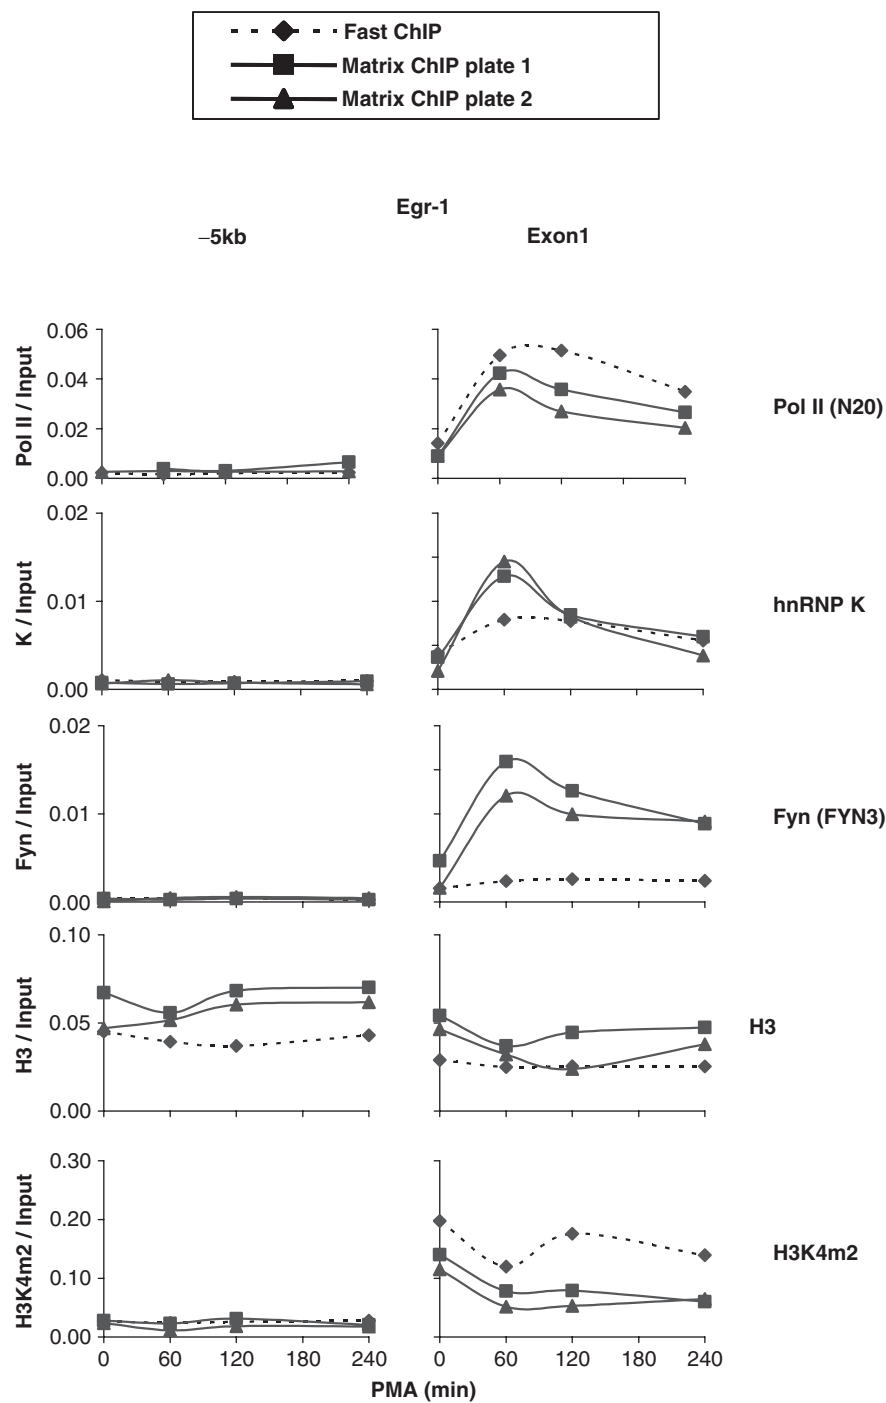 Fast ChIP
Matrix ChIP plate 1
Matrix ChIP plate 2
Egr-1
–5kb
Exon1
Pol II / Input
0.06
0.04
0.02
0.00
Pol II (N20)
K / Input
0.02
0.01
0.00
hnRNP K
Fyn / Input
0.02
0.01
0.00
Fyn (FYN3)
H3 / Input
0.10
0.05
0.00
H3
H3K4m2 / Input
0.30
0.20
0.10
0.00
H3K4m2
0 60 120 180 240
0 60 120 180 240
PMA (min)